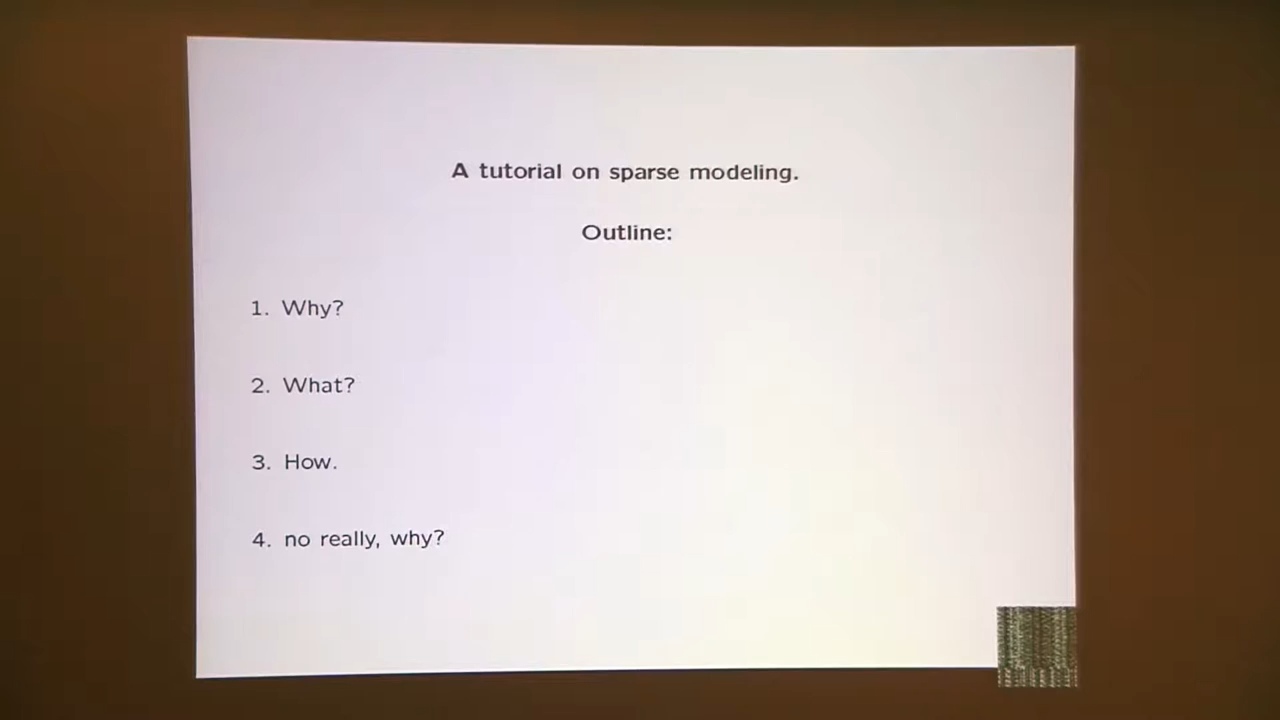 A tutorial on sparse modeling.
Outline:
1. Why?
2. What?
3. How.
4. no really, why?